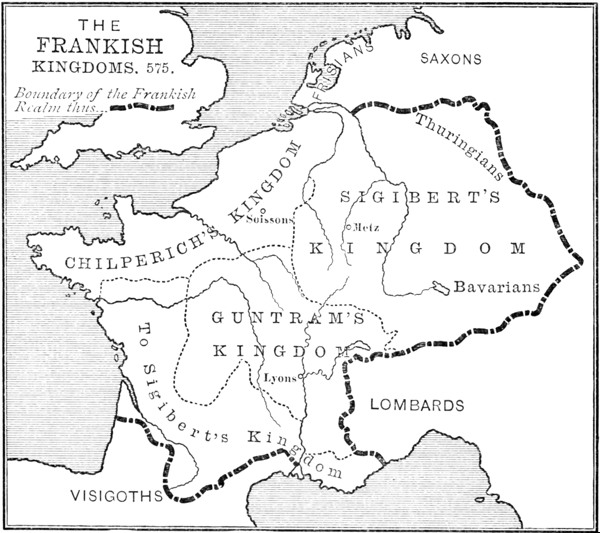 THE
FRANKISH
KINGDOMS. 575.
Boundary of the Frankish
Realm thus...
FRISIANS
SAXONS
Thuringians
SIGIBERT'S
KINGDOM
Soissons
Metz
CHILPERICH'S KINGDOM
Bavarians
GUNTRAM'S
KINGDOM
Lyons
To Sigibert's Kingdom
LOMBARDS
VISIGOTHS